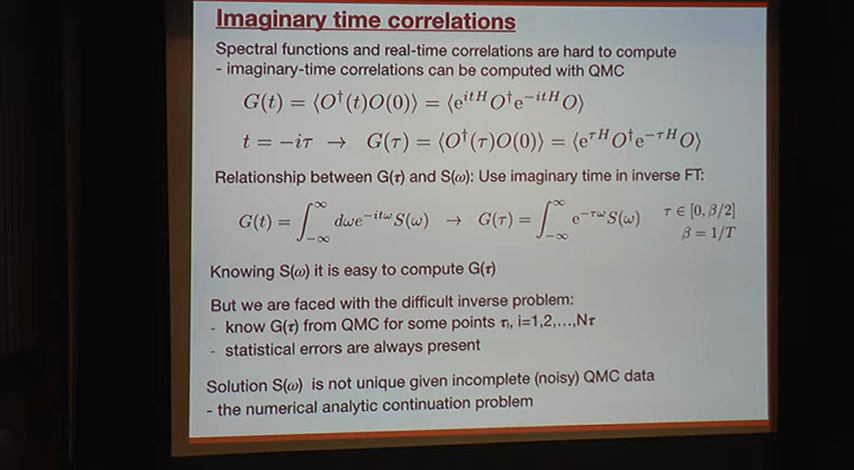 Imaginary time correlations
Spectral functions and real-time correlations are hard to compute
- imaginary-time correlations can be computed with QMC
G(t) = ⟨O†(t)O(0)⟩ = ⟨e^{itH}O†e^{−itH}O⟩
t = −iτ → G(τ) = ⟨O†(τ)O(0)⟩ = ⟨e^{τH}O†e^{−τH}O⟩
Relationship between G(τ) and S(ω): Use imaginary time in inverse FT:
G(t) = ∫_{−∞}^{∞} dωe^{−itω}S(ω) → G(τ) = ∫_{−∞}^{∞} e^{−τω}S(ω) τ ∈ [0, β/2]
β = 1/T
Knowing S(ω) it is easy to compute G(τ)
But we are faced with the difficult inverse problem:
- know G(τ) from QMC for some points τi, i=1,2,...,Nτ
- statistical errors are always present
Solution S(ω) is not unique given incomplete (noisy) QMC data
- the numerical analytic continuation problem